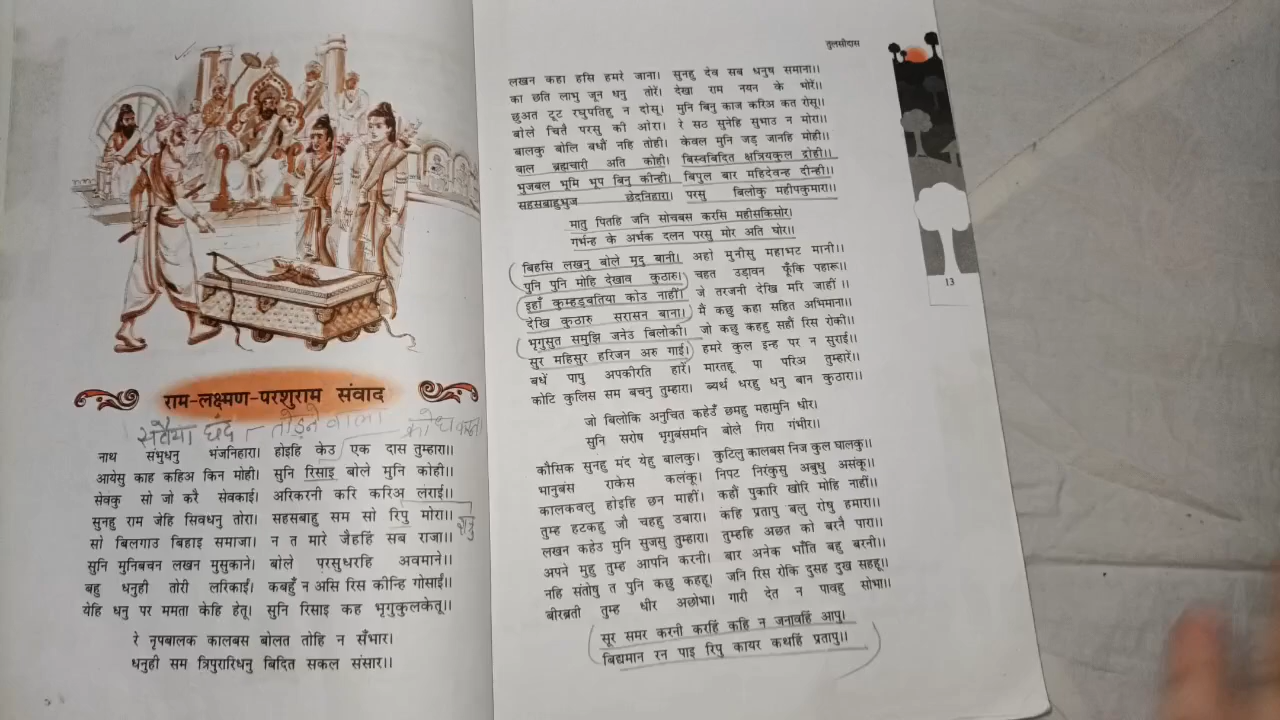 राम-लक्ष्मण-परशुराम संवाद
सवैया छंद तोड़ने वाला क्रोध करना
नाथ संभुधनु भंजनिहारा। होइहि केउ एक दास तुम्हारा॥
आयेसु काह कहिअ किन मोही। सुनि रिसाइ बोले मुनि कोही॥
सेवकु सो जो करै सेवकाई। अरिकरनी करि करिअ लराई॥
सुनहु राम जेहि सिवधनु तोरा। सहसबाहु सम सो रिपु मोरा॥
शत्रु
सो बिलगाउ बिहाइ समाजा। न त मारे जैहहिं सब राजा॥
सुनि मुनिबचन लखन मुसुकाने। बोले परसुधरहि अवमाने॥
बहु धनुही तोरी लरिकाईं। कबहुँ न असि रिस कीन्हि गोसाईं॥
येहि धनु पर ममता केहि हेतू। सुनि रिसाइ कह भृगुकुलकेतू॥
रे नृपबालक कालबस बोलत तोहि न सँभार।
धनुही सम त्रिपुरारिधनु बिदित सकल संसार॥
तुलसीदास
लखन कहा हसि हमरे जाना। सुनहु देव सब धनुष समाना॥
का छति लाभु जून धनु तोरें। देखा राम नयन के भोरें॥
छुअत टूट रघुपतिहु न दोसू। मुनि बिनु काज करिअ कत रोसू॥
बोले चितै परसु की ओरा। रे सठ सुनेहि सुभाउ न मोरा॥
बालकु बोलि बधौं नहि तोही। केवल मुनि जड़ जानहि मोही॥
बाल ब्रह्मचारी अति कोही। बिस्वबिदित क्षत्रियकुल द्रोही॥
भुजबल भूमि भूप बिनु कीन्ही। बिपुल बार महिदेवन्ह दीन्ही॥
सहसबाहुभुज छेदनिहारा। परसु बिलोकु महीपकुमारा॥
मातु पितहि जनि सोचबस करसि महीसकिसोर।
गर्भन्ह के अर्भक दलन परसु मोर अति घोर॥
बिहसि लखनु बोले मृदु बानी। अहो मुनीसु महाभट मानी॥
पुनि पुनि मोहि देखाव कुठारु। चहत उड़ावन फूँकि पहारू॥
इहाँ कुम्हड़बतिया कोउ नाहीं। जे तरजनी देखि मरि जाहीं॥
देखि कुठारु सरासन बाना। मैं कछु कहा सहित अभिमाना॥
भृगुसुत समुझि जनेउ बिलोकी। जो कछु कहहु सहौं रिस रोकी॥
सुर महिसुर हरिजन अरु गाई। हमरे कुल इन्ह पर न सुराई॥
बधें पापु अपकीरति हारें। मारतहू पा परिअ तुम्हारें॥
कोटि कुलिस सम बचनु तुम्हारा। ब्यर्थ धरहु धनु बान कुठारा॥
जो बिलोकि अनुचित कहेउँ छमहु महामुनि धीर।
सुनि सरोष भृगुबंसमनि बोले गिरा गंभीर॥
कौसिक सुनहु मंद येहु बालकु। कुटिलु कालबस निज कुल घालकु॥
भानुबंस राकेस कलंकू। निपट निरंकुसु अबुधु असंकू॥
कालकवलु होइहि छन माहीं। कहौं पुकारि खोरि मोहि नाहीं॥
तुम्ह हटकहु जौ चहहु उबारा। कहि प्रतापु बलु रोषु हमारा॥
लखन कहेउ मुनि सुजसु तुम्हारा। तुम्हहि अछत को बरनै पारा॥
अपने मुहु तुम्ह आपनि करनी। बार अनेक भाँति बहु बरनी॥
नहि संतोषु त पुनि कछु कहहू। जनि रिस रोकि दुसह दुख सहहू॥
बीरब्रती तुम्ह धीर अछोभा। गारी देत न पावहु सोभा॥
सूर समर करनी करहिं कहि न जनावहिं आपु।
बिद्यमान रन पाइ रिपु कायर कथहिं प्रतापु॥
13